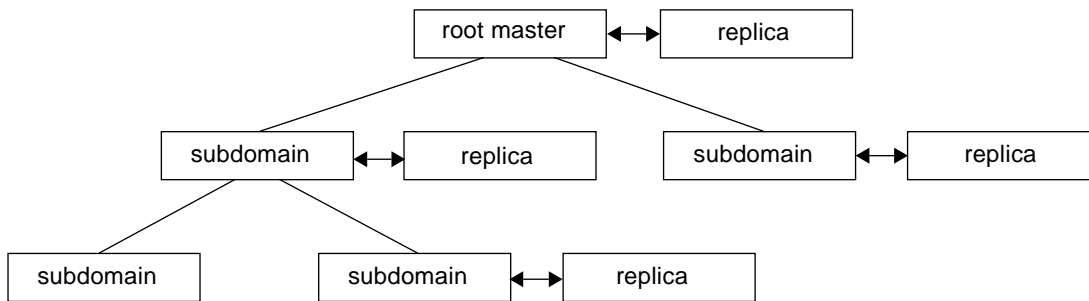 root master
replica
subdomain
replica
subdomain
replica
subdomain
subdomain
replica